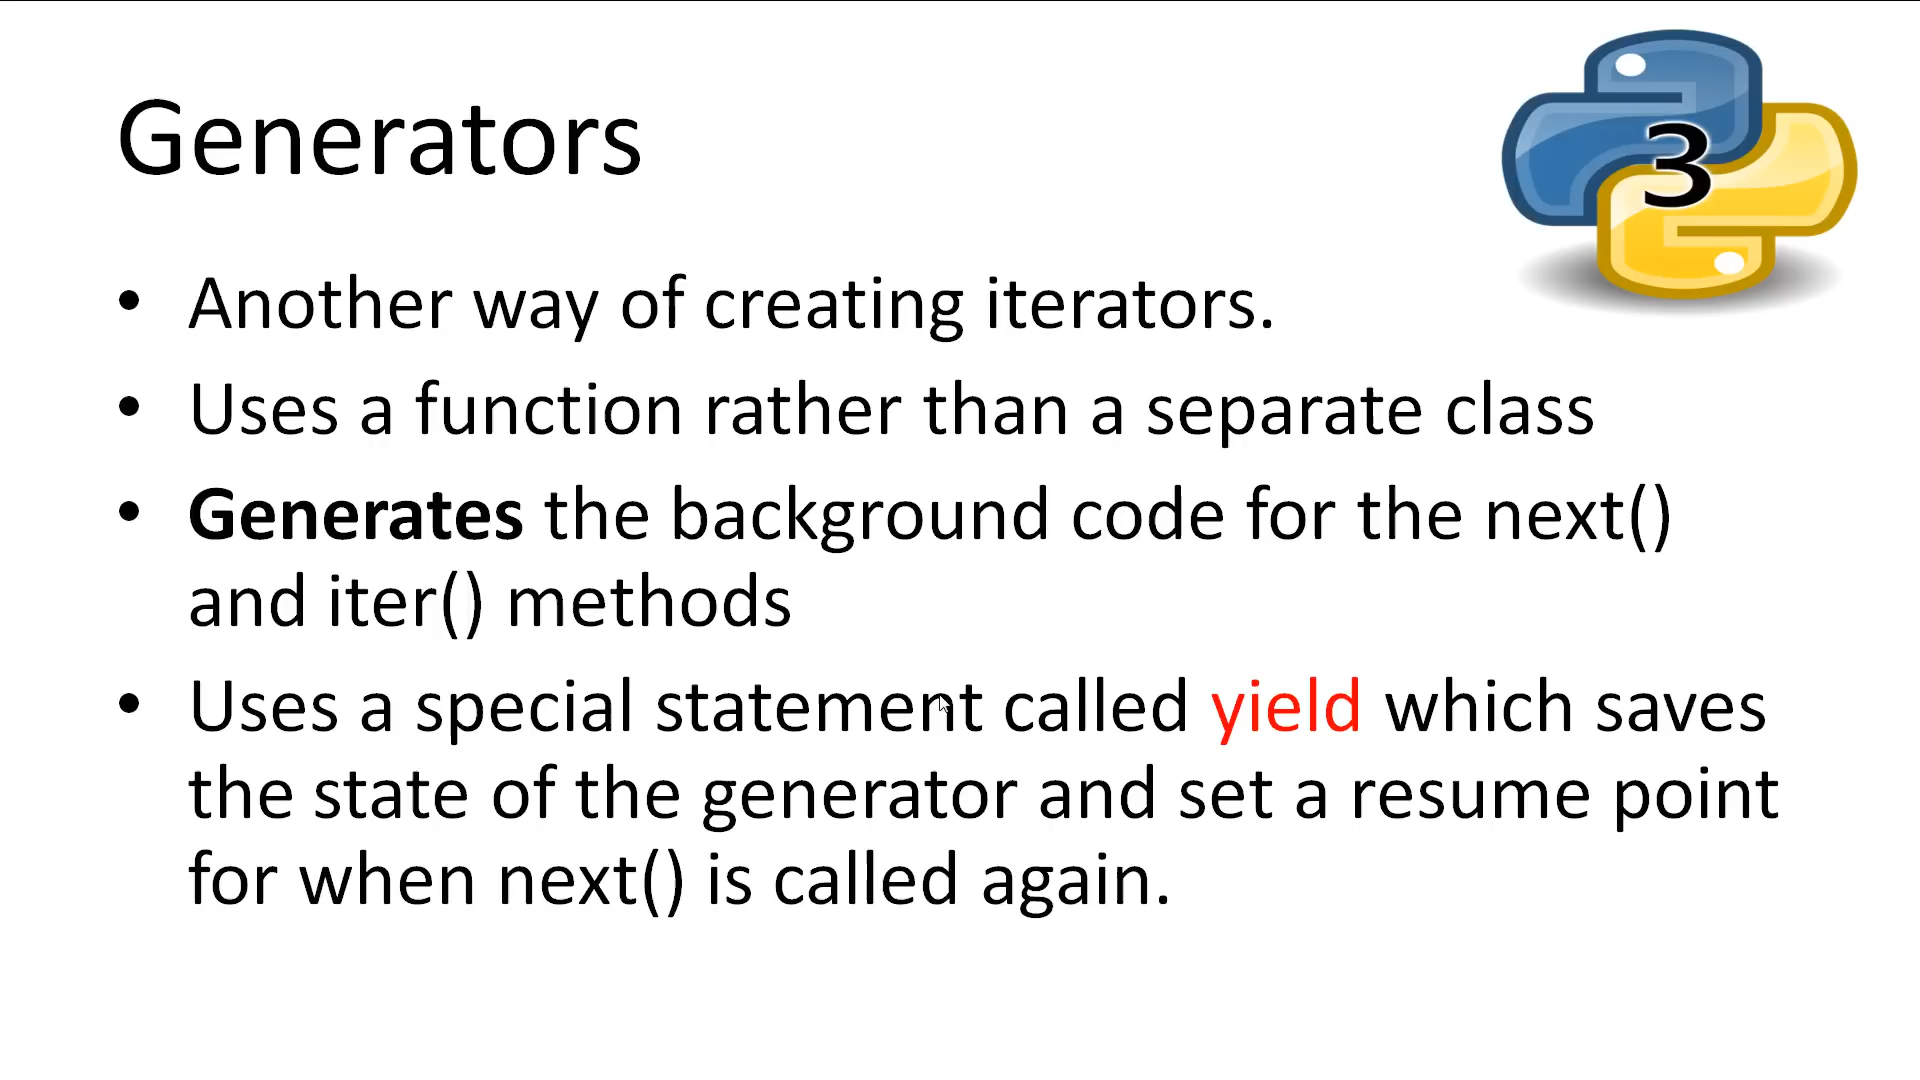 Generators
3
• Another way of creating iterators.
• Uses a function rather than a separate class
• Generates the background code for the next()
and iter() methods
• Uses a special statement called yield which saves
the state of the generator and set a resume point
for when next() is called again.